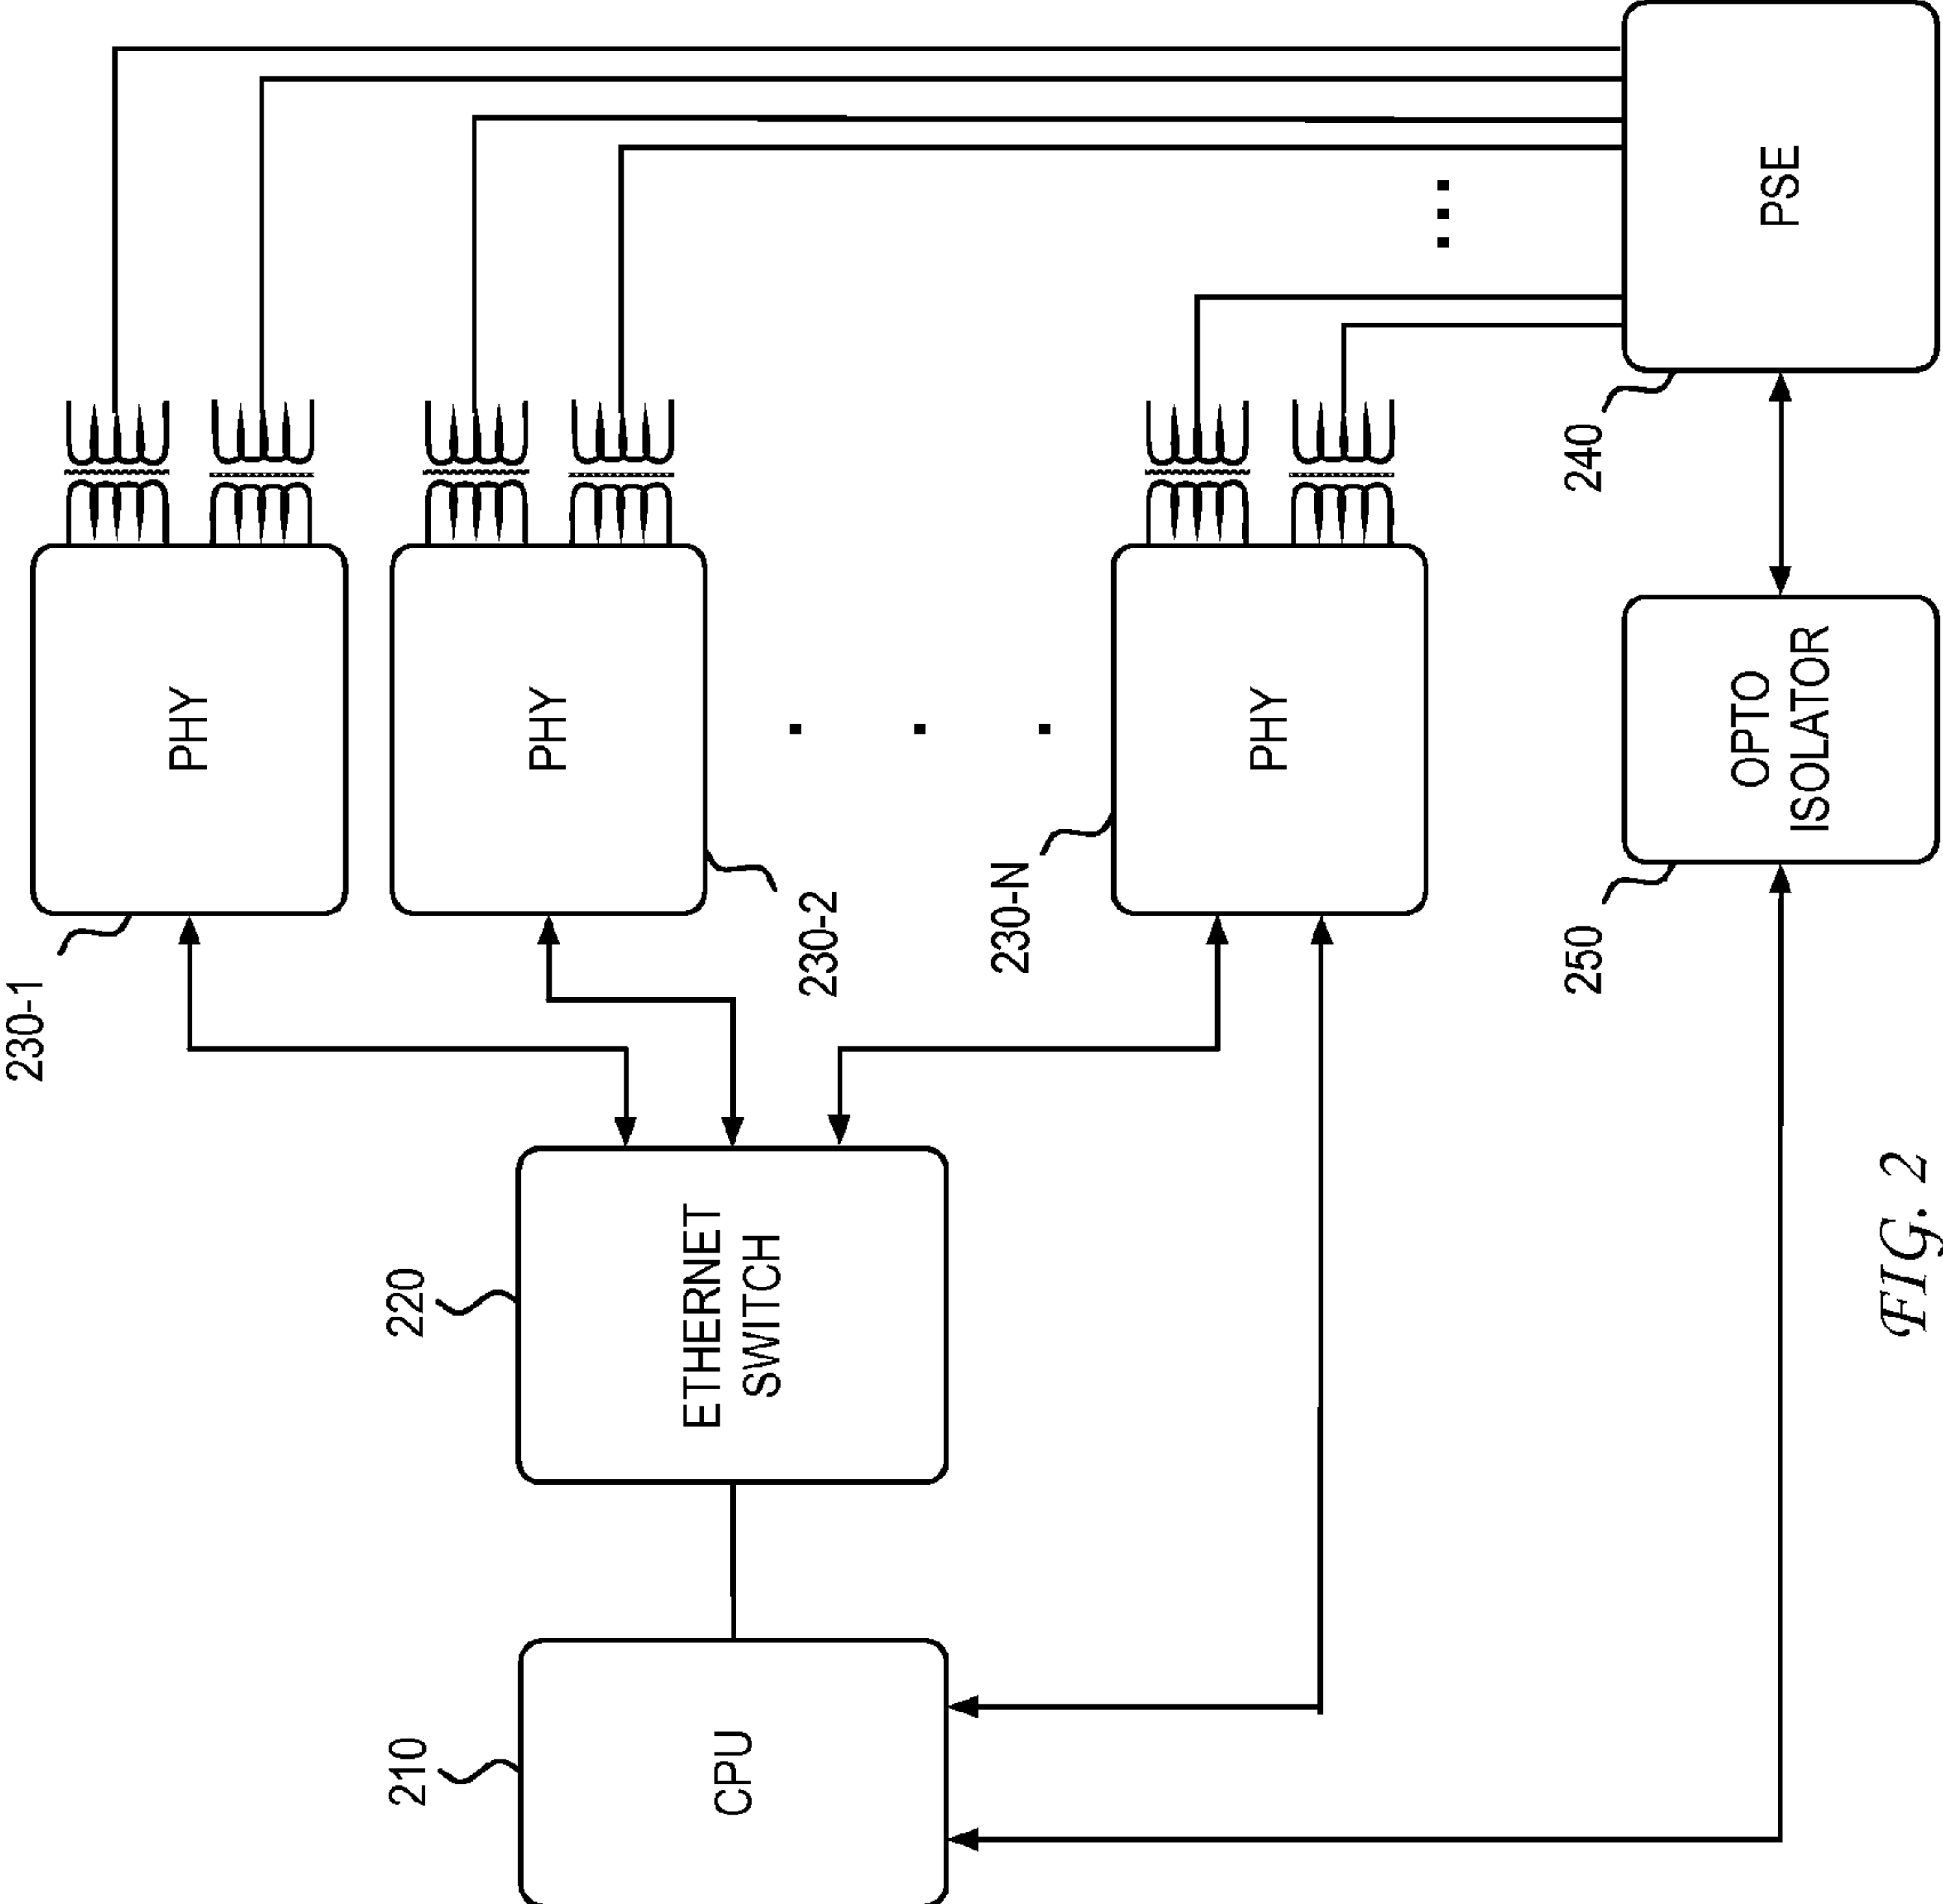 230-1
PHY
PHY
230-2
220
ETHERNET
SWITCH
210
CPU
230-N
PHY
240
PSE
250
OPTO
ISOLATOR
FIG. 2